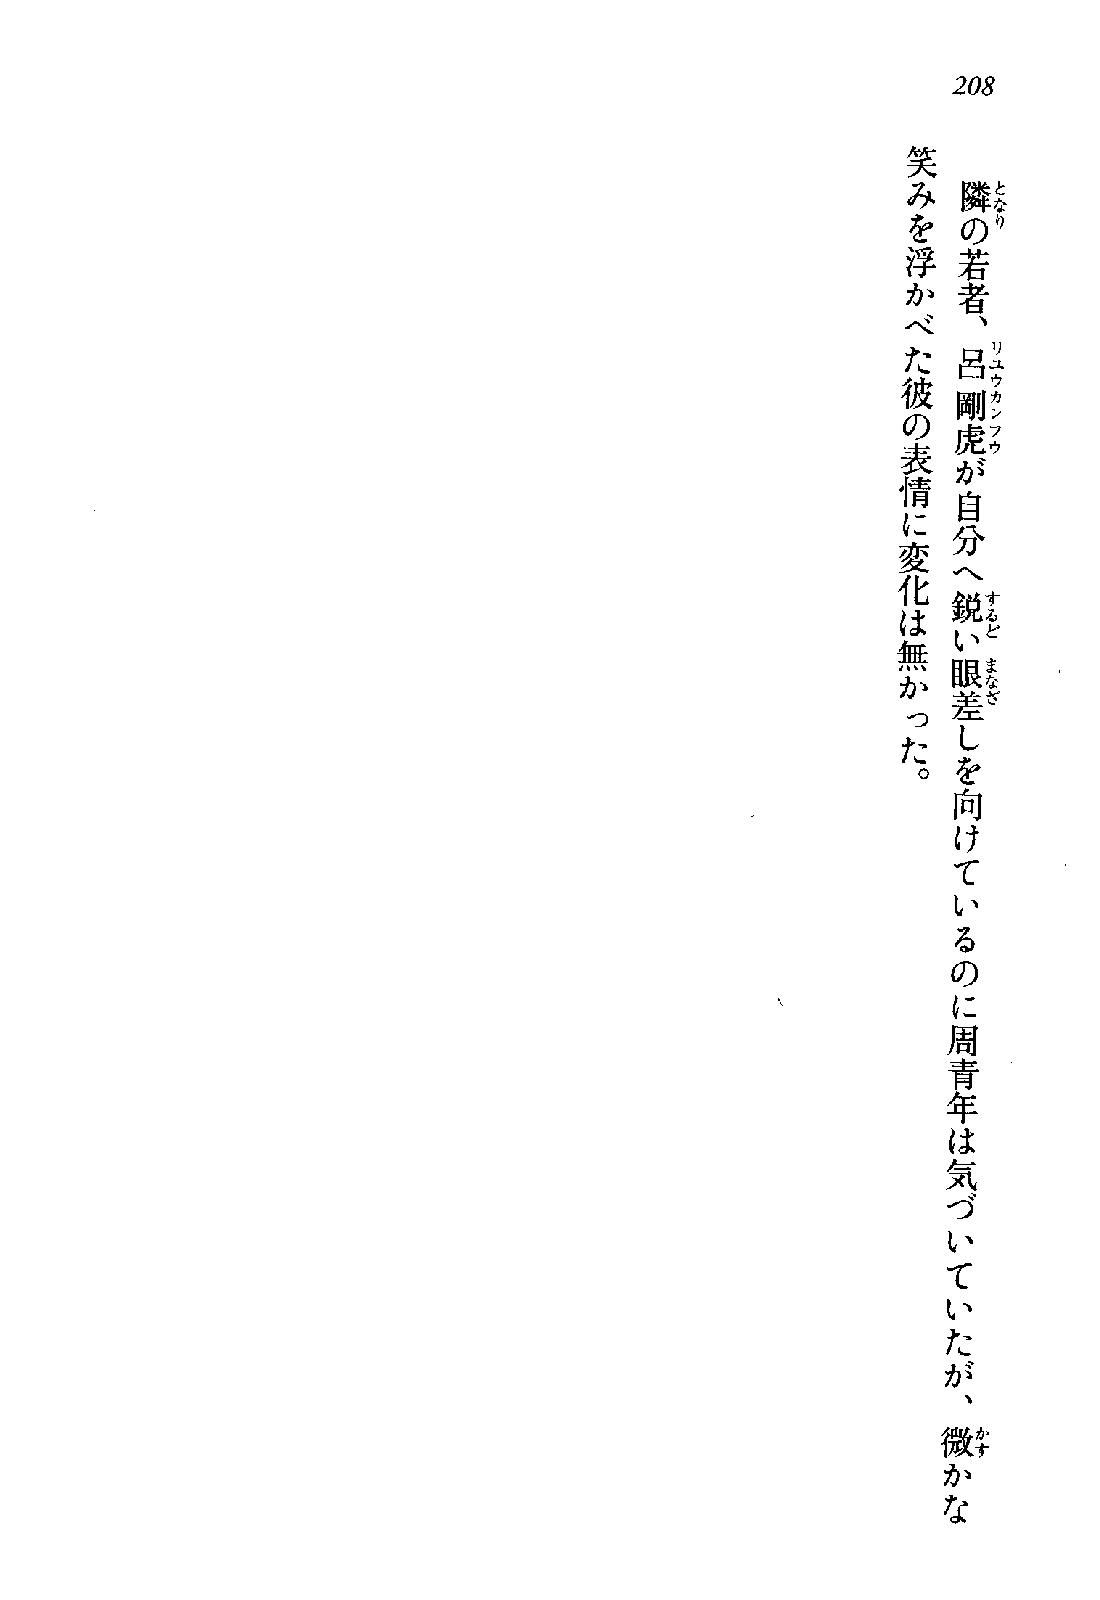 208
隣の若者、呂剛虎が自分へ鋭い眼差しを向けているのに周青年は気づいていたが、微かな
笑みを浮かべた彼の表情に変化は無かった。
となり
リユウカンフウ
するど
まなざ
かす